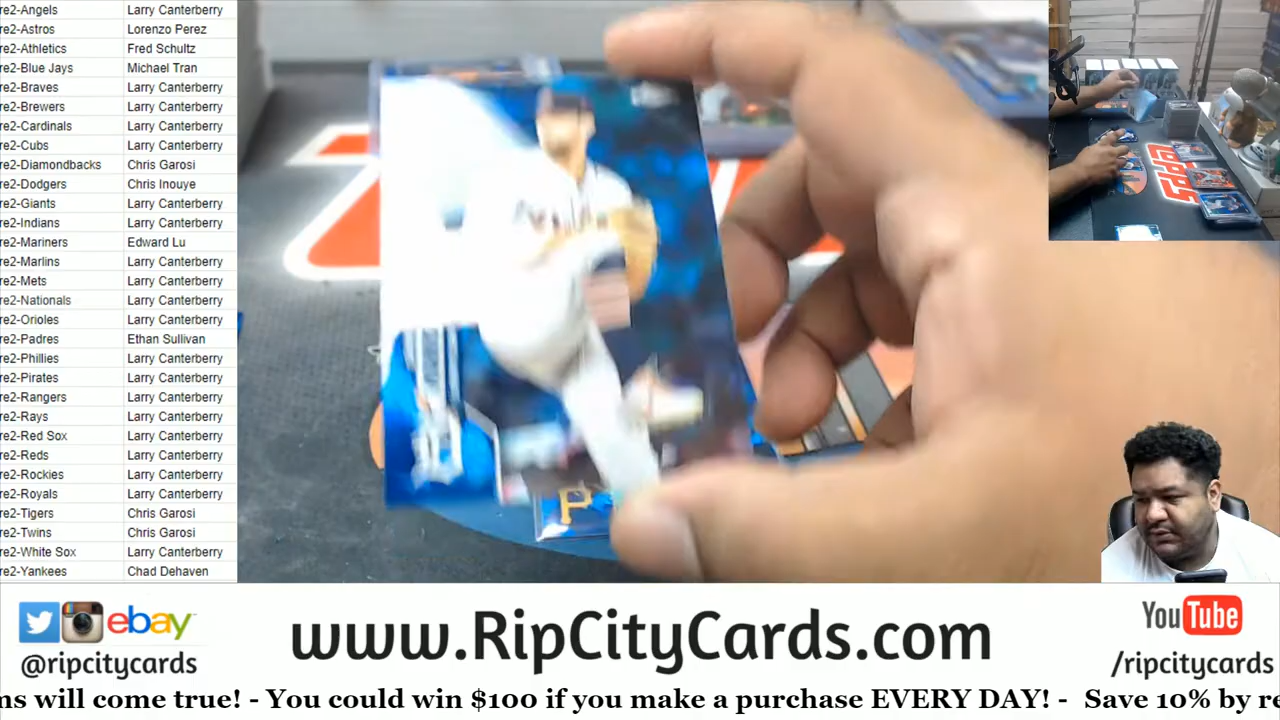 re2-Angels Larry Canterberry
re2-Astros Lorenzo Perez
re2-Athletics Fred Schultz
re2-Blue Jays Michael Tran
re2-Braves Larry Canterberry
re2-Brewers Larry Canterberry
re2-Cardinals Larry Canterberry
re2-Cubs Larry Canterberry
re2-Diamondbacks Chris Garosi
re2-Dodgers Chris Inouye
re2-Giants Larry Canterberry
re2-Indians Larry Canterberry
re2-Mariners Edward Lu
re2-Marlins Larry Canterberry
re2-Mets Larry Canterberry
re2-Nationals Larry Canterberry
re2-Orioles Larry Canterberry
re2-Padres Ethan Sullivan
re2-Phillies Larry Canterberry
re2-Pirates Larry Canterberry
re2-Rangers Larry Canterberry
re2-Rays Larry Canterberry
re2-Red Sox Larry Canterberry
re2-Reds Larry Canterberry
re2-Rockies Larry Canterberry
re2-Royals Larry Canterberry
re2-Tigers Chris Garosi
re2-Twins Chris Garosi
re2-White Sox Larry Canterberry
re2-Yankees Chad Dehaven
P
TOPPS
ebay
@ripcitycards
www.RipCityCards.com
YouTube
/ripcitycards
ns will come true! - You could win $100 if you make a purchase EVERY DAY! - Save 10% by re